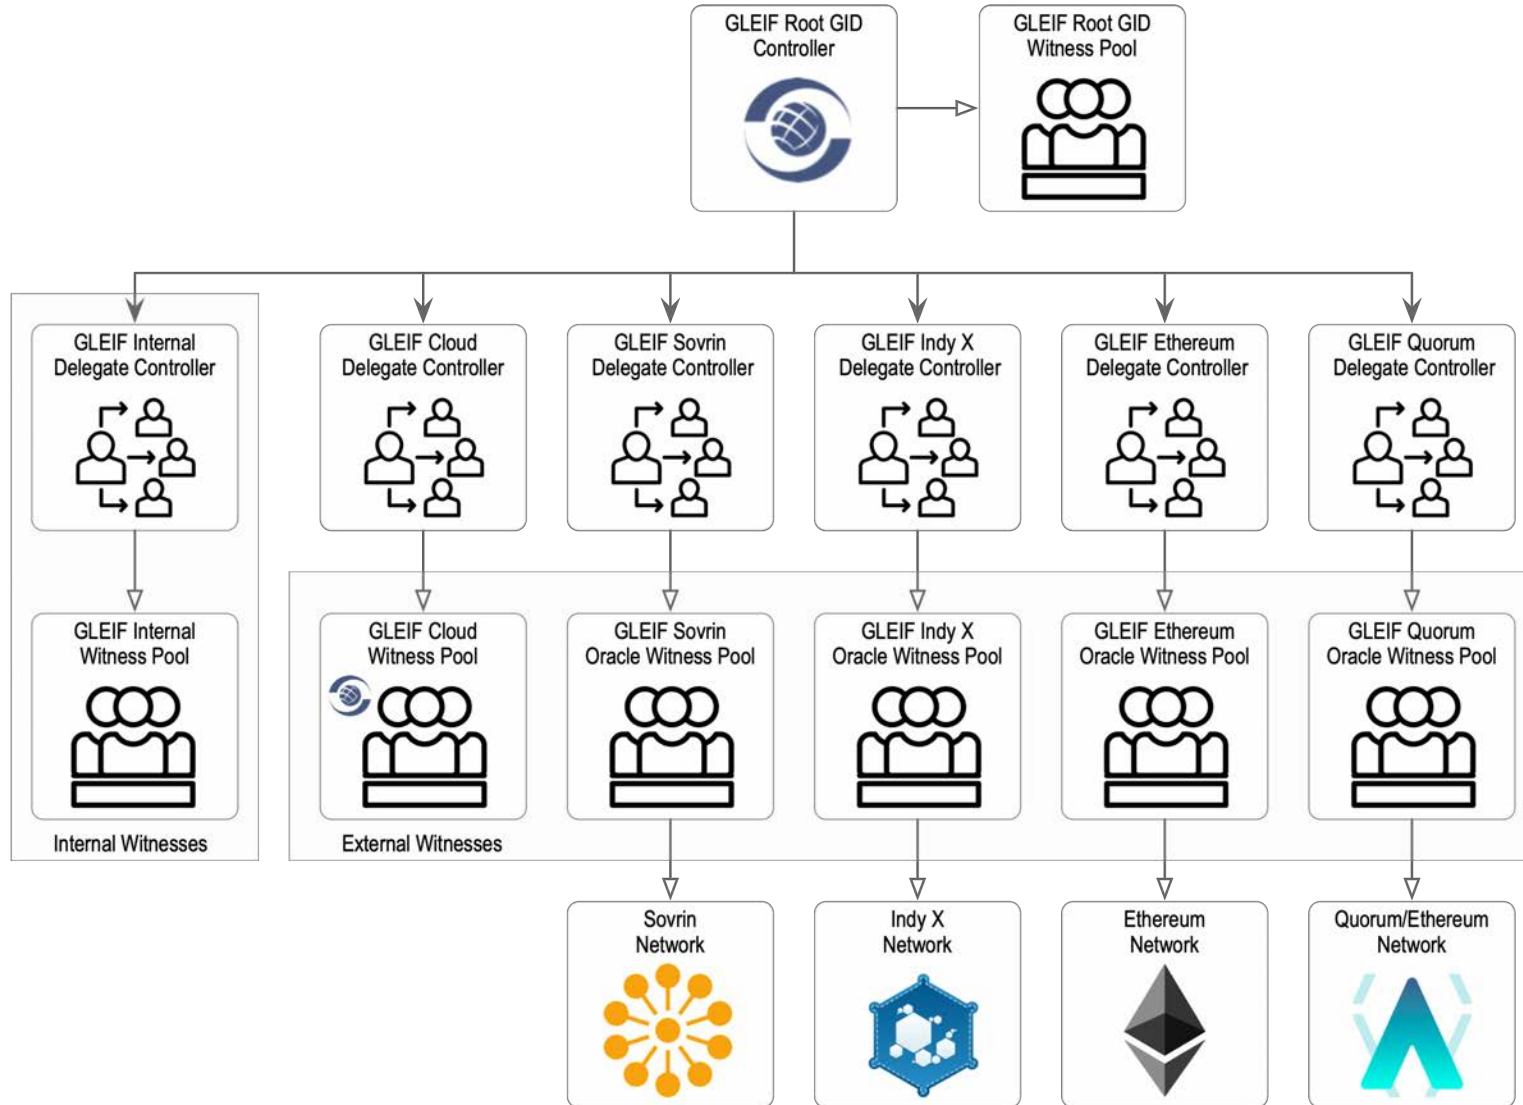 GLEIF Root GID
Controller
GLEIF Root GID
Witness Pool
GLEIF Internal
Delegate Controller
GLEIF Cloud
Delegate Controller
GLEIF Sovrin
Delegate Controller
GLEIF Indy X
Delegate Controller
GLEIF Ethereum
Delegate Controller
GLEIF Quorum
Delegate Controller
GLEIF Internal
Witness Pool
GLEIF Cloud
Witness Pool
GLEIF Sovrin
Oracle Witness Pool
GLEIF Indy X
Oracle Witness Pool
GLEIF Ethereum
Oracle Witness Pool
GLEIF Quorum
Oracle Witness Pool
Internal Witnesses
External Witnesses
Sovrin
Network
Indy X
Network
Ethereum
Network
Quorum/Ethereum
Network